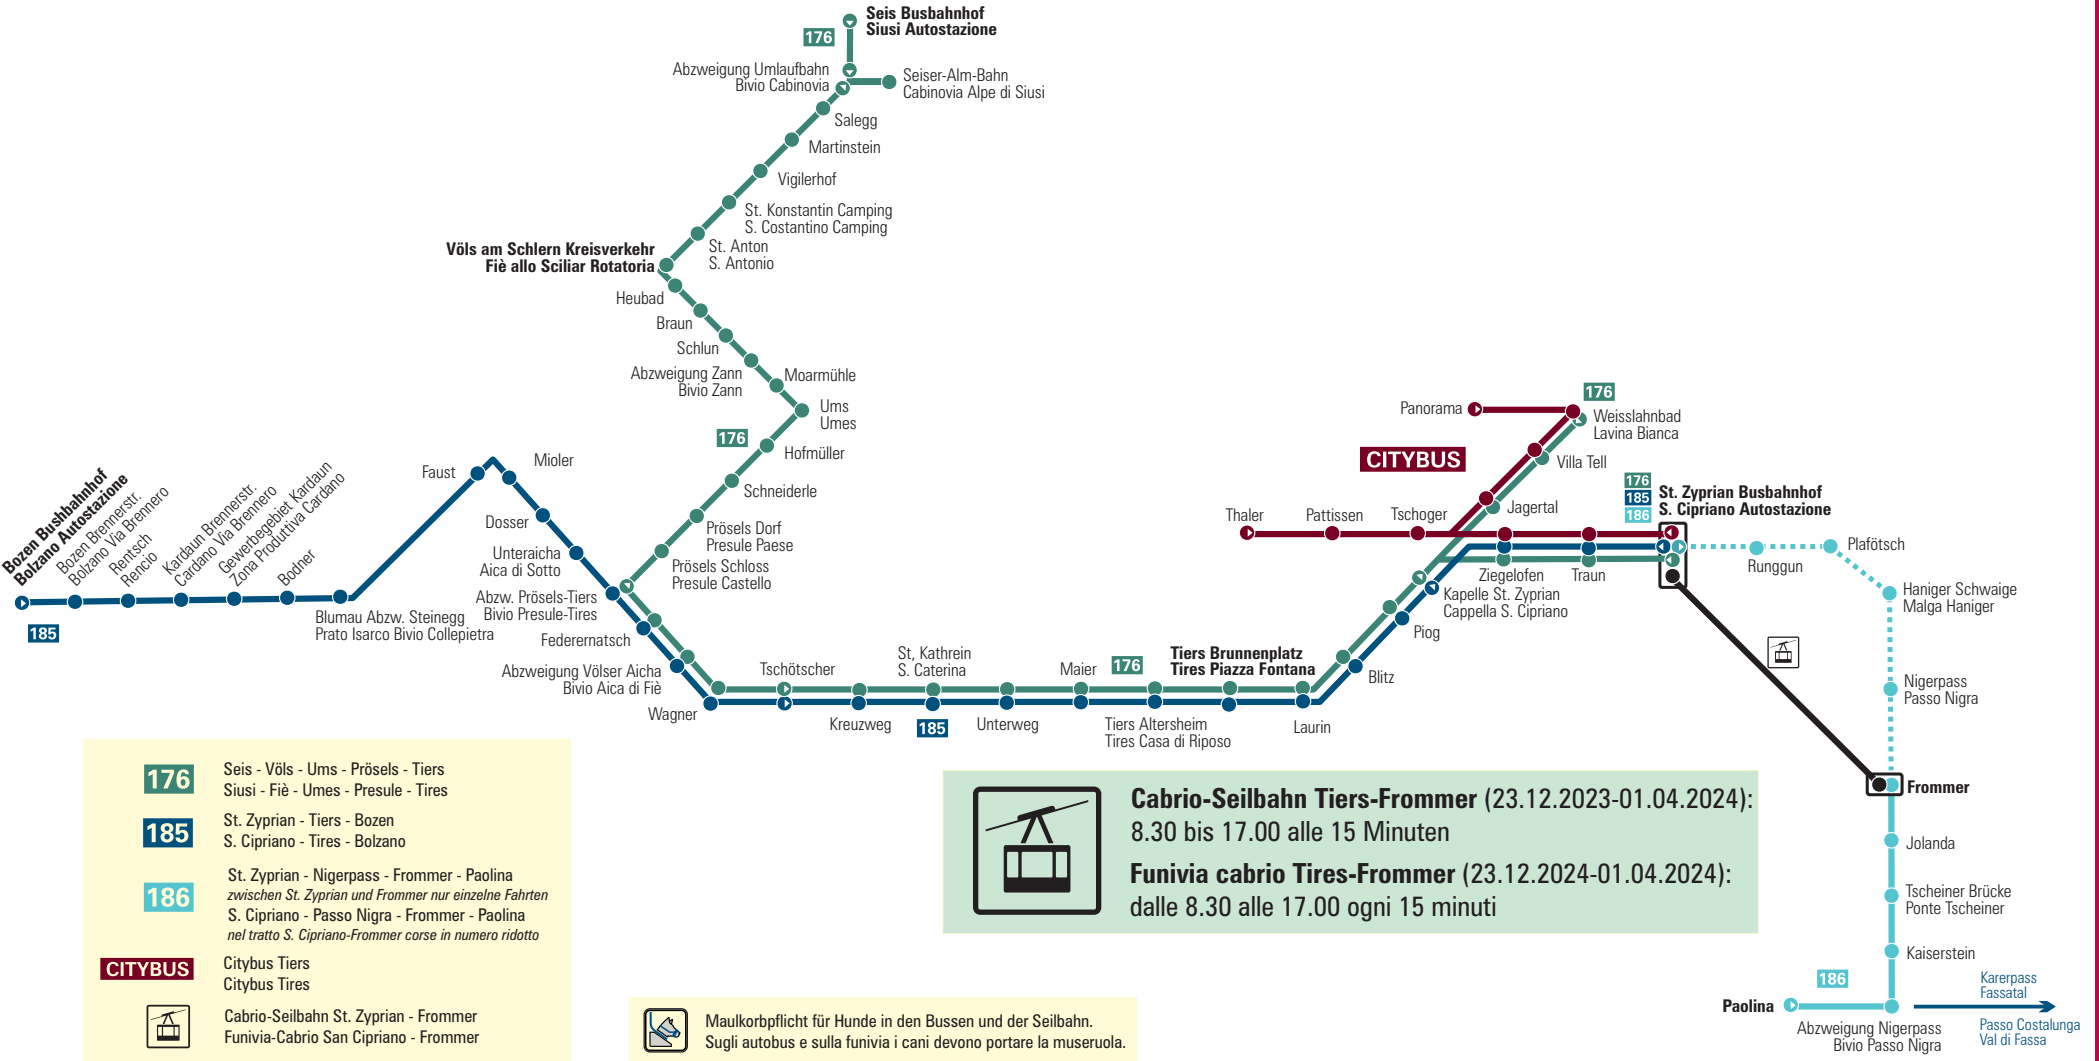 Seis Busbahnhof
Siusi Autostazione
176
Abzweigung Umlaufbahn
Bivio Cabinovia
Seiser-Alm-Bahn
Cabinovia Alpe di Siusi
Salegg
Martinstein
Vigilerhof
St. Konstantin Camping
S. Costantino Camping
St. Anton
S. Antonio
Völs am Schlern Kreisverkehr
Fiè allo Sciliar Rotatoria
Heubad
Braun
Schlun
Abzweigung Zann
Bivio Zann
Moarmühle
Ums
Umes
176
Hofmüller
Schneiderle
Prösels Dorf
Presule Paese
Prösels Schloss
Presule Castello
Bozen Bushbahnhof
Bolzano Autostazione
Bozen Brennerstr.
Bolzano Via Brennero
Rentsch
Rencio
Kardaun Brennerstr.
Cardano Via Brennero
Gewerbegebiet Kardaun
Zona Produttiva Cardano
Bodner
185
Blumau Abzw. Steinegg
Prato Isarco Bivio Collepietra
Faust
Mioler
Dosser
Unteraicha
Aica di Sotto
Abzw. Prösels-Tiers
Bivio Presule-Tires
Federernatsch
Abzweigung Völser Aicha
Bivio Aica di Fiè
Wagner
Tschötscher
Kreuzweg
St, Kathrein
S. Caterina
185
Unterweg
Maier
176
Tiers Altersheim
Tires Casa di Riposo
Tiers Brunnenplatz
Tires Piazza Fontana
Laurin
Blitz
Piog
Kapelle St. Zyprian
Cappella S. Cipriano
Ziegelofen
Traun
Panorama
176
Weisslahnbad
Lavina Bianca
CITYBUS
Villa Tell
Jagertal
Thaler
Pattissen
Tschoger
176
185
186
St. Zyprian Busbahnhof
S. Cipriano Autostazione
Runggun
Plafötsch
Haniger Schwaige
Malga Haniger
Nigerpass
Passo Nigra
Frommer
Jolanda
Tscheiner Brücke
Ponte Tscheiner
Kaiserstein
186
Paolina
Abzweigung Nigerpass
Bivio Passo Nigra
Karerpass
Fassatal
Passo Costalunga
Val di Fassa
176
Seis - Völs - Ums - Prösels - Tiers
Siusi - Fiè - Umes - Presule - Tires
185
St. Zyprian - Tiers - Bozen
S. Cipriano - Tires - Bolzano
186
St. Zyprian - Nigerpass - Frommer - Paolina
zwischen St. Zyprian und Frommer nur einzelne Fahrten
S. Cipriano - Passo Nigra - Frommer - Paolina
nel tratto S. Cipriano-Frommer corse in numero ridotto
CITYBUS
Citybus Tiers
Citybus Tires
Cabrio-Seilbahn St. Zyprian - Frommer
Funivia-Cabrio San Cipriano - Frommer
Cabrio-Seilbahn Tiers-Frommer (23.12.2023-01.04.2024):
8.30 bis 17.00 alle 15 Minuten
Funivia cabrio Tires-Frommer (23.12.2024-01.04.2024):
dalle 8.30 alle 17.00 ogni 15 minuti
Maulkorbpflicht für Hunde in den Bussen und der Seilbahn.
Sugli autobus e sulla funivia i cani devono portare la museruola.